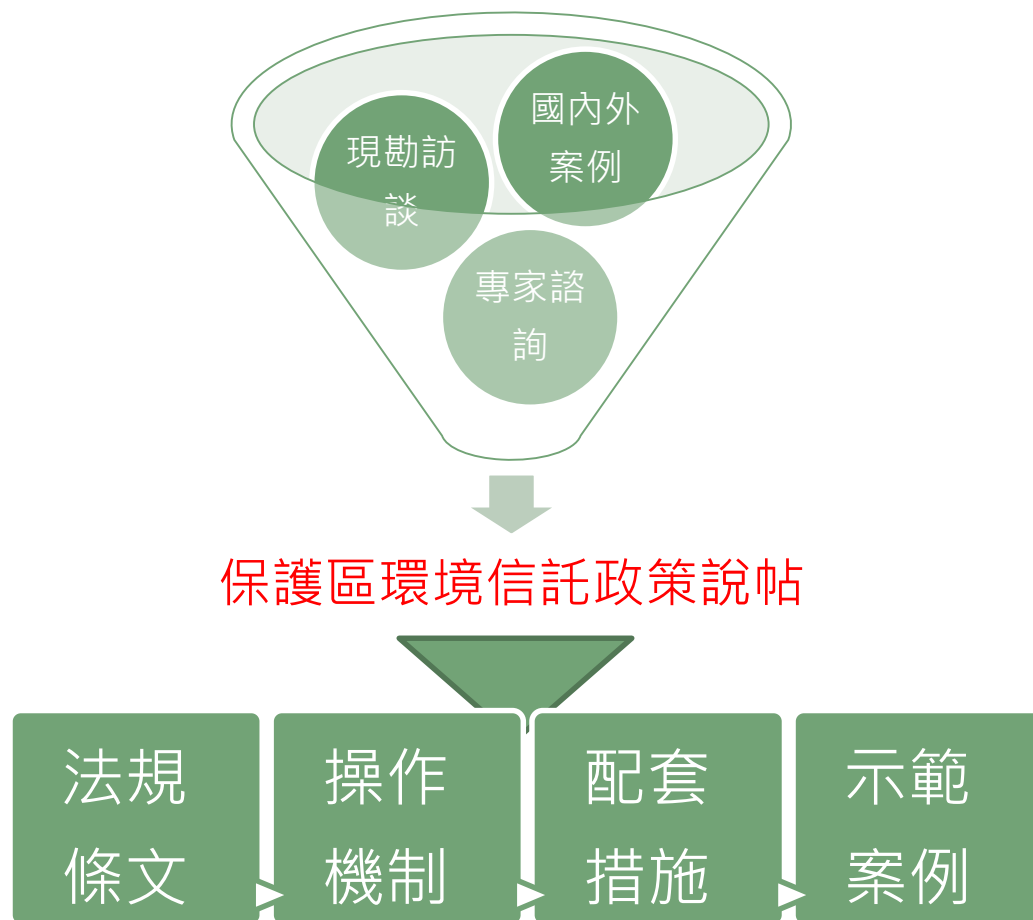 國內外
案例
現勘訪
談
專家諮
詢
保護區環境信託政策說帖
法規
條文
操作
機制
配套
措施
示範
案例